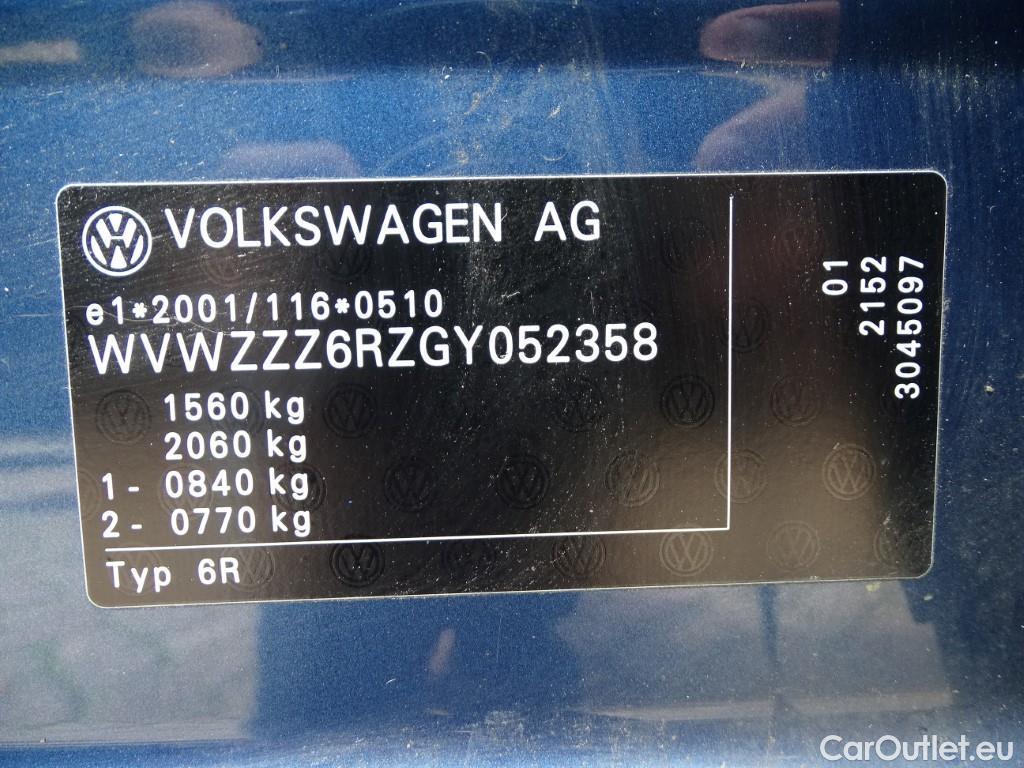 VOLKSWAGEN AG
e1*2001/116*0510
WVWZZZ6RZGY052358
1560 kg
2060 kg
1- 0840 kg
2- 0770 kg
Typ 6R
01
2152
3045097
CarOutlet.eu